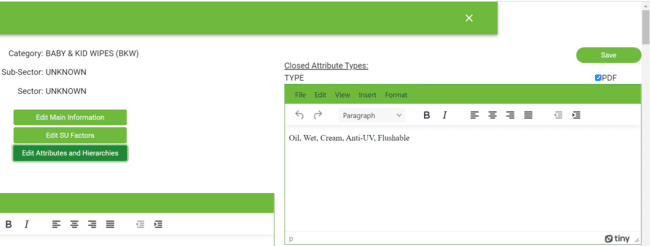 Category: BABY & KID WIPES (BKW)
Sub-Sector: UNKNOWN
Sector: UNKNOWN
Edit Main Information
Edit SU Factors
Edit Attributes and Hierarchies
B I
Save
Closed Attribute Types:
TYPE
PDF
File Edit View Insert Format
Paragraph
B I
Oil, Wet, Cream, Anti-UV, Flushable
p
tiny